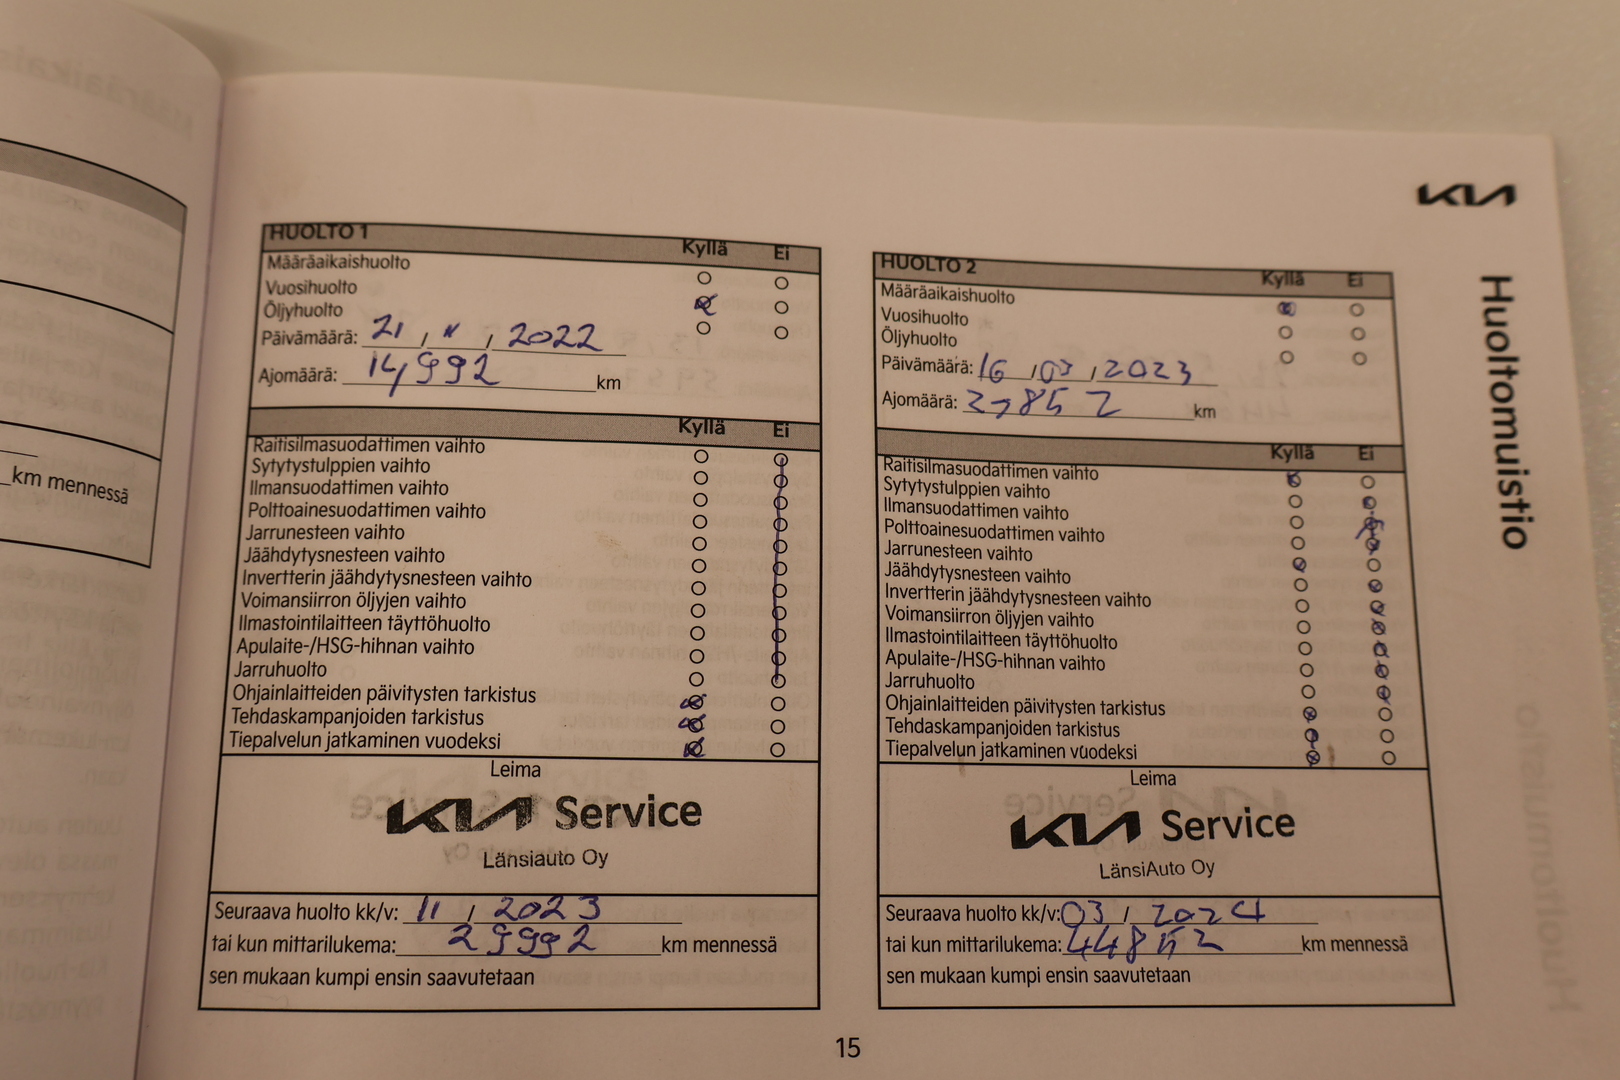 km mennessä
KIA
Huoltomuistio
HUOLTO 1 Kyllä Ei
Määräaikaishuolto
Vuosihuolto
Öljyhuolto
Päivämäärä: 21 / 11 / 2022
Ajomäärä: 14,992 km
Kyllä Ei
Raitisilmasuodattimen vaihto
Sytytystulppien vaihto
Ilmansuodattimen vaihto
Polttoainesuodattimen vaihto
Jarrunesteen vaihto
Jäähdytysnesteen vaihto
Invertterin jäähdytysnesteen vaihto
Voimansiirron öljyjen vaihto
Ilmastointilaitteen täyttöhuolto
Apulaite-/HSG-hihnan vaihto
Jarruhuolto
Ohjainlaitteiden päivitysten tarkistus
Tehdaskampanjoiden tarkistus
Tiepalvelun jatkaminen vuodeksi
Leima
KIA Service
Länsiauto Oy
Seuraava huolto kk/v: 11 / 2023
tai kun mittarilukema: 29992 km mennessä
sen mukaan kumpi ensin saavutetaan
HUOLTO 2 Kyllä Ei
Määräaikaishuolto
Vuosihuolto
Öljyhuolto
Päivämäärä: 16 / 03 / 2023
Ajomäärä: km
Kyllä Ei
Raitisilmasuodattimen vaihto
Sytytystulppien vaihto
Ilmansuodattimen vaihto
Polttoainesuodattimen vaihto
Jarrunesteen vaihto
Jäähdytysnesteen vaihto
Invertterin jäähdytysnesteen vaihto
Voimansiirron öljyjen vaihto
Ilmastointilaitteen täyttöhuolto
Apulaite-/HSG-hihnan vaihto
Jarruhuolto
Ohjainlaitteiden päivitysten tarkistus
Tehdaskampanjoiden tarkistus
Tiepalvelun jatkaminen vuodeksi
Leima
KIA Service
LänsiAuto Oy
Seuraava huolto kk/v: 03 / 2024
tai kun mittarilukema: 44852 km mennessä
sen mukaan kumpi ensin saavutetaan
15